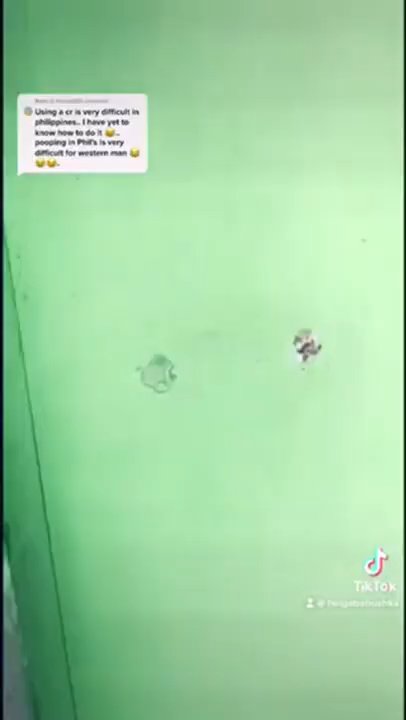 Using a cr is very difficult in
philippines.. I have yet to
know how to do it 😂..
pooping in Phil's is very
difficult for western man 😂
😂😂..
TikTok